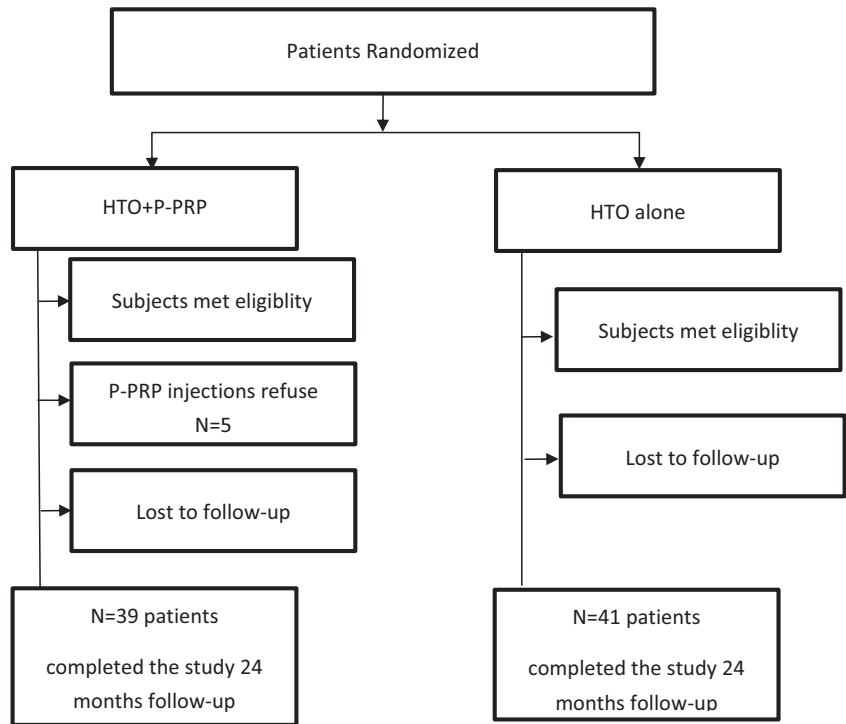 Patients Randomized
HTO+P-PRP
Subjects met eligiblity
P-PRP injections refuse
N=5
Lost to follow-up
N=39 patients
completed the study 24
months follow-up
HTO alone
Subjects met eligiblity
Lost to follow-up
N=41 patients
completed the study 24
months follow-up